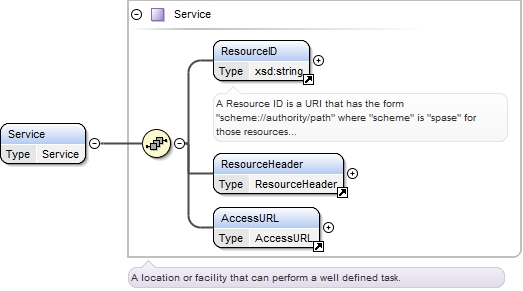 Service
ResourceID
Type xsd:string
A Resource ID is a URI that has the form
"scheme://authority/path" where "scheme" is "spase" for
those resources...
Service
Type Service
ResourceHeader
Type ResourceHeader
AccessURL
Type AccessURL
A location or facility that can perform a well defined task.